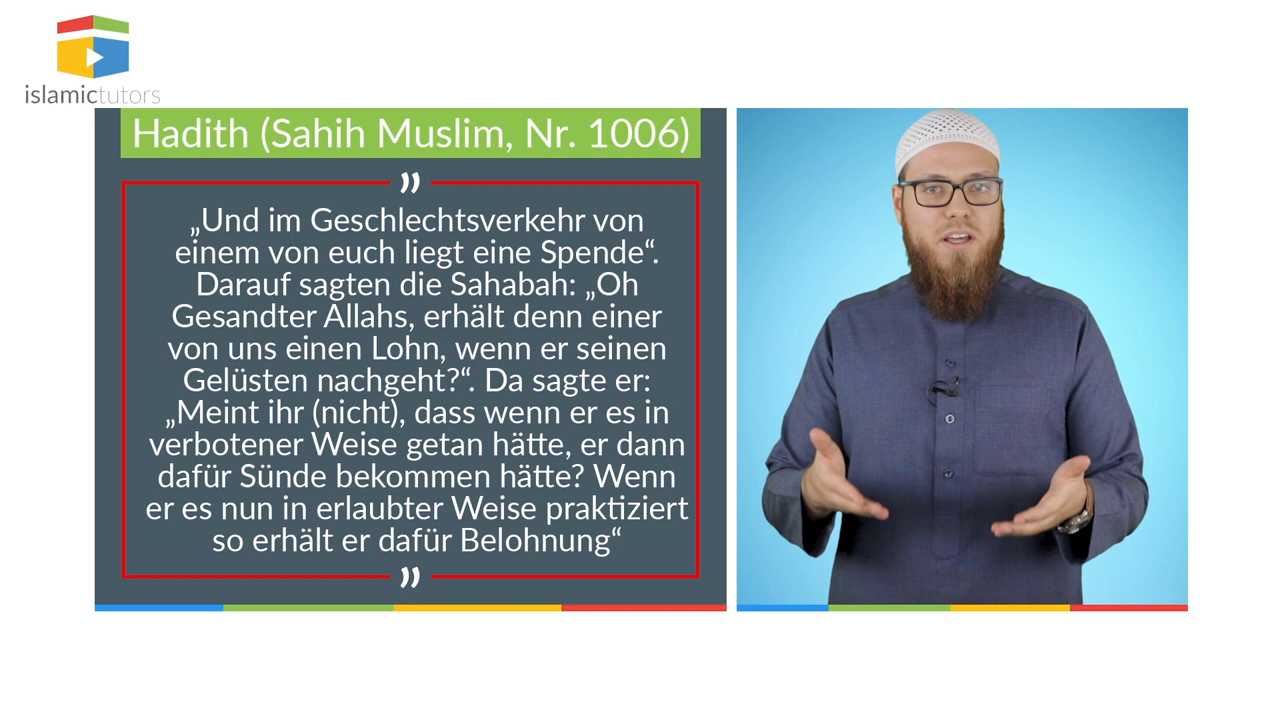 islamictutors
Hadith (Sahih Muslim, Nr. 1006)
”
„Und im Geschlechtsverkehr von
einem von euch liegt eine Spende“.
Darauf sagten die Sahabah: „Oh
Gesandter Allahs, erhält denn einer
von uns einen Lohn, wenn er seinen
Gelüsten nachgeht?“. Da sagte er:
„Meint ihr (nicht), dass wenn er es in
verbotener Weise getan hätte, er dann
dafür Sünde bekommen hätte? Wenn
er es nun in erlaubter Weise praktiziert
so erhält er dafür Belohnung“
”